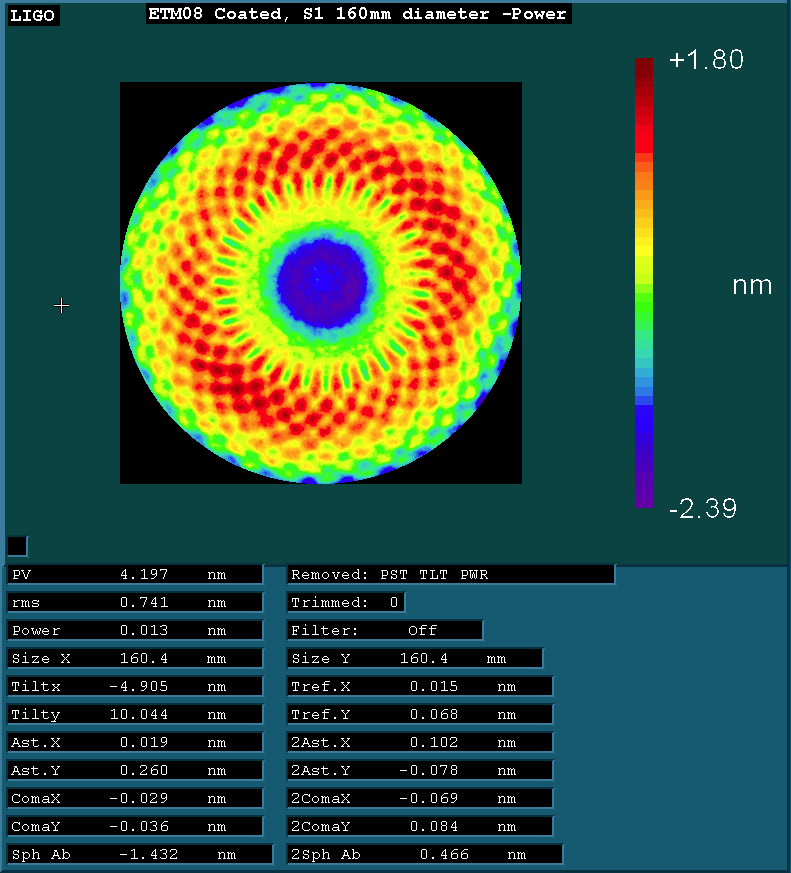 LIGO
ETM08 Coated, S1 160mm diameter -Power
+1.80
nm
-2.39
PV 4.197 nm
Removed: PST TLT PWR
rms 0.741 nm
Trimmed: 0
Power 0.013 nm
Filter: Off
Size X 160.4 mm
Size Y 160.4 mm
Tiltx -4.905 nm
Tref.X 0.015 nm
Tilty 10.044 nm
Tref.Y 0.068 nm
Ast.X 0.019 nm
2Ast.X 0.102 nm
Ast.Y 0.260 nm
2Ast.Y -0.078 nm
ComaX -0.029 nm
2ComaX -0.069 nm
ComaY -0.036 nm
2ComaY 0.084 nm
Sph Ab -1.432 nm
2Sph Ab 0.466 nm